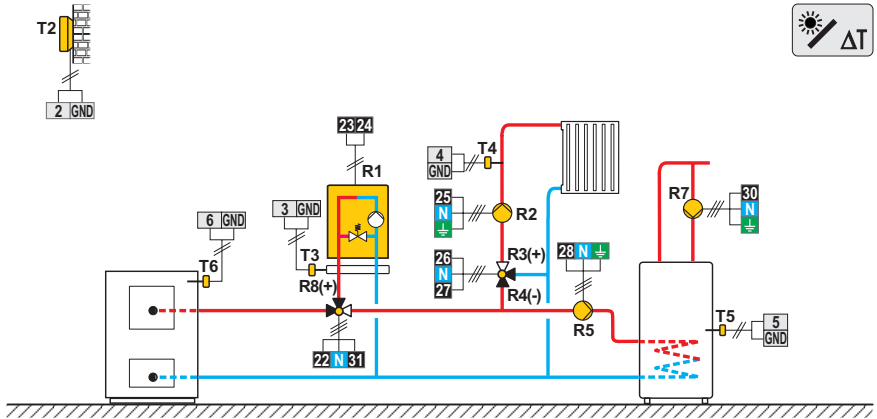 T2
ΔT
2 GND
23 24
R1
4
GND
T4
R7
30
N
25
N
R2
3 GND
6 GND
T3
R8(+)
T6
R3(+)
R4(-)
28 N
26
N
27
R5
T5
5
GND
22 N 31